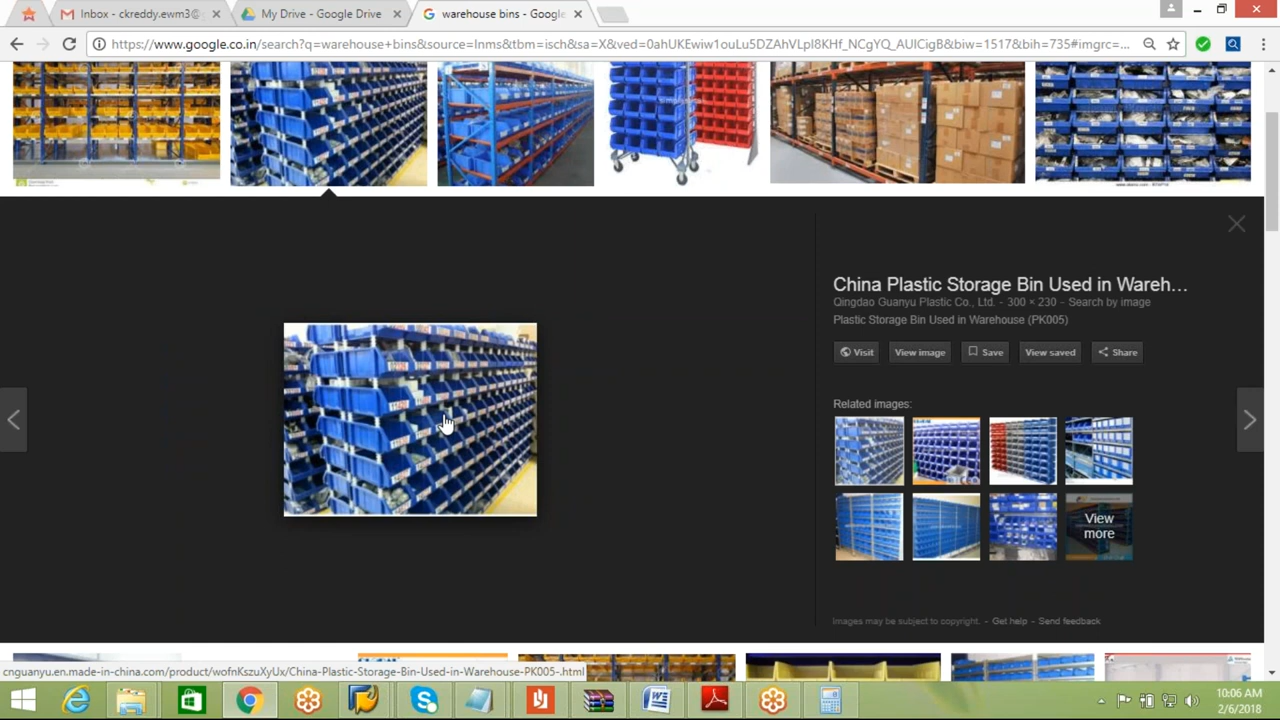 Inbox - ckreddy.ewm3@
My Drive - Google Drive
warehouse bins - Google
https://www.google.co.in/search?q=warehouse+bins&source=lnms&tbm=isch&sa=X&ved=0ahUKEwiw1ouLu5DZAhVLpI8KHf_NCgYQ_AUICigB&biw=1517&bih=735#imgrc=...
China Plastic Storage Bin Used in Wareh...
Qingdao Guanyu Plastic Co., Ltd. - 300 × 230 - Search by image
Plastic Storage Bin Used in Warehouse (PK005)
Visit
View image
Save
View saved
Share
Related images:
View
more
Images may be subject to copyright. - Get help - Send feedback
cnguanyu.en.made-in-china.com/product/wofnKszuXyUx/China-Plastic-Storage-Bin-Used-in-Warehouse-PK005-.html
10:06 AM
2/6/2018